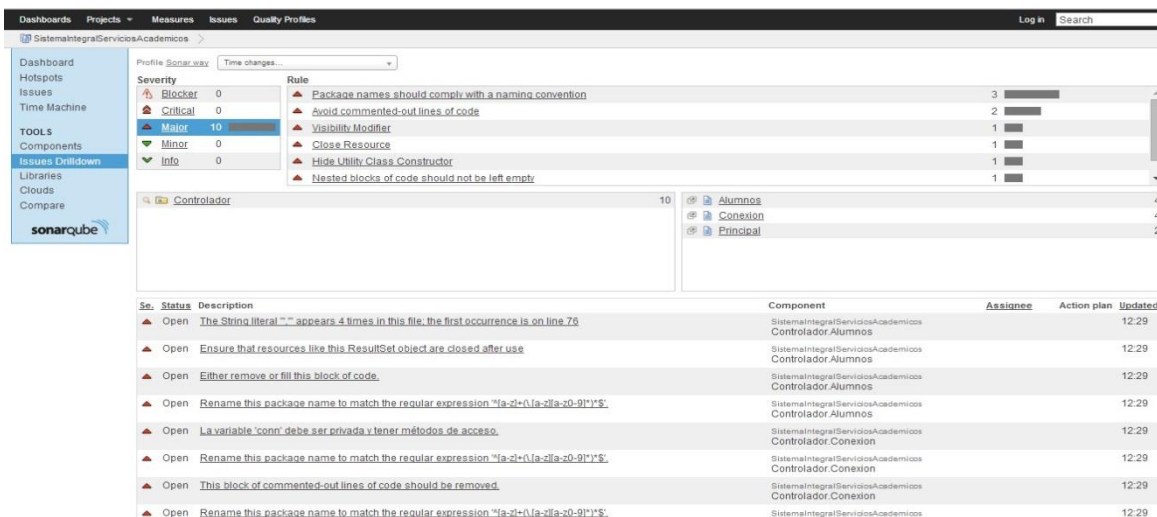 Dashboards Projects Measures Issues Quality Profiles Log in Search
SistemaIntegralServiciosAcademicos
Dashboard
Hotspots
Issues
Time Machine
TOOLS
Components
Issues Drilldown
Libraries
Clouds
Compare
sonarqube
Profile Sonar way Time changes...
Severity
Blocker 0
Critical 0
Major 10
Minor 0
Info 0
Rule
Package names should comply with a naming convention 3
Avoid commented-out lines of code 2
Visibility Modifier 1
Close Resource 1
Hide Utility Class Constructor 1
Nested blocks of code should not be left empty 1
Controlador 10
Alumnos 4
Conexion 4
Principal 2
Se. Status Description Component Assignee Action plan Updated
Open The String literal "','" appears 4 times in this file; the first occurrence is on line 76 SistemaIntegralServiciosAcademicos 12:29
Controlador.Alumnos
Open Ensure that resources like this ResultSet object are closed after use SistemaIntegralServiciosAcademicos 12:29
Controlador.Alumnos
Open Either remove or fill this block of code. SistemaIntegralServiciosAcademicos 12:29
Controlador.Alumnos
Open Rename this package name to match the regular expression '^[a-z]+(\.[a-z][a-z0-9]*)*$'. SistemaIntegralServiciosAcademicos 12:29
Controlador.Alumnos
Open La variable 'conn' debe ser privada y tener métodos de acceso. SistemaIntegralServiciosAcademicos 12:29
Controlador.Conexion
Open Rename this package name to match the regular expression '^[a-z]+(\.[a-z][a-z0-9]*)*$'. SistemaIntegralServiciosAcademicos 12:29
Controlador.Conexion
Open This block of commented-out lines of code should be removed. SistemaIntegralServiciosAcademicos 12:29
Controlador.Conexion
Open Rename this package name to match the regular expression '^[a-z]+(\.[a-z][a-z0-9]*)*$'. SistemaIntegralServiciosAcademicos 12:29